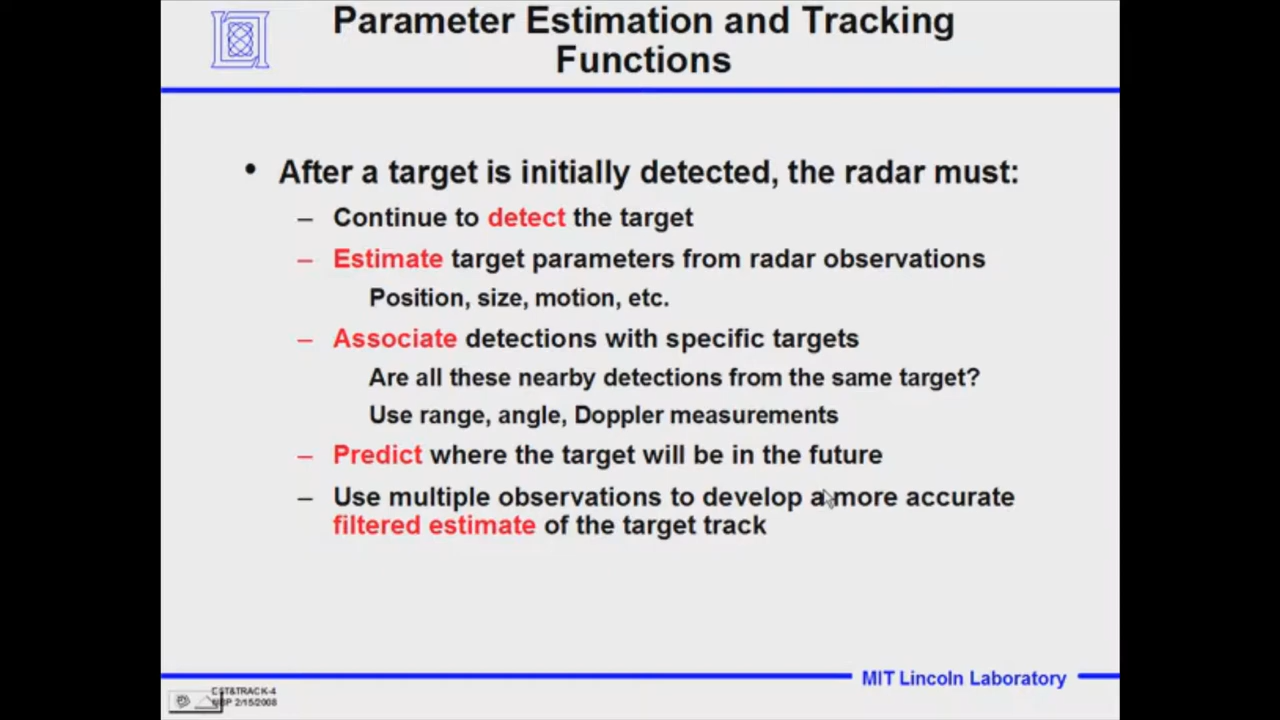 Parameter Estimation and Tracking
Functions
• After a target is initially detected, the radar must:
– Continue to detect the target
– Estimate target parameters from radar observations
Position, size, motion, etc.
– Associate detections with specific targets
Are all these nearby detections from the same target?
Use range, angle, Doppler measurements
– Predict where the target will be in the future
– Use multiple observations to develop a more accurate
filtered estimate of the target track
MIT Lincoln Laboratory
2/15/2008